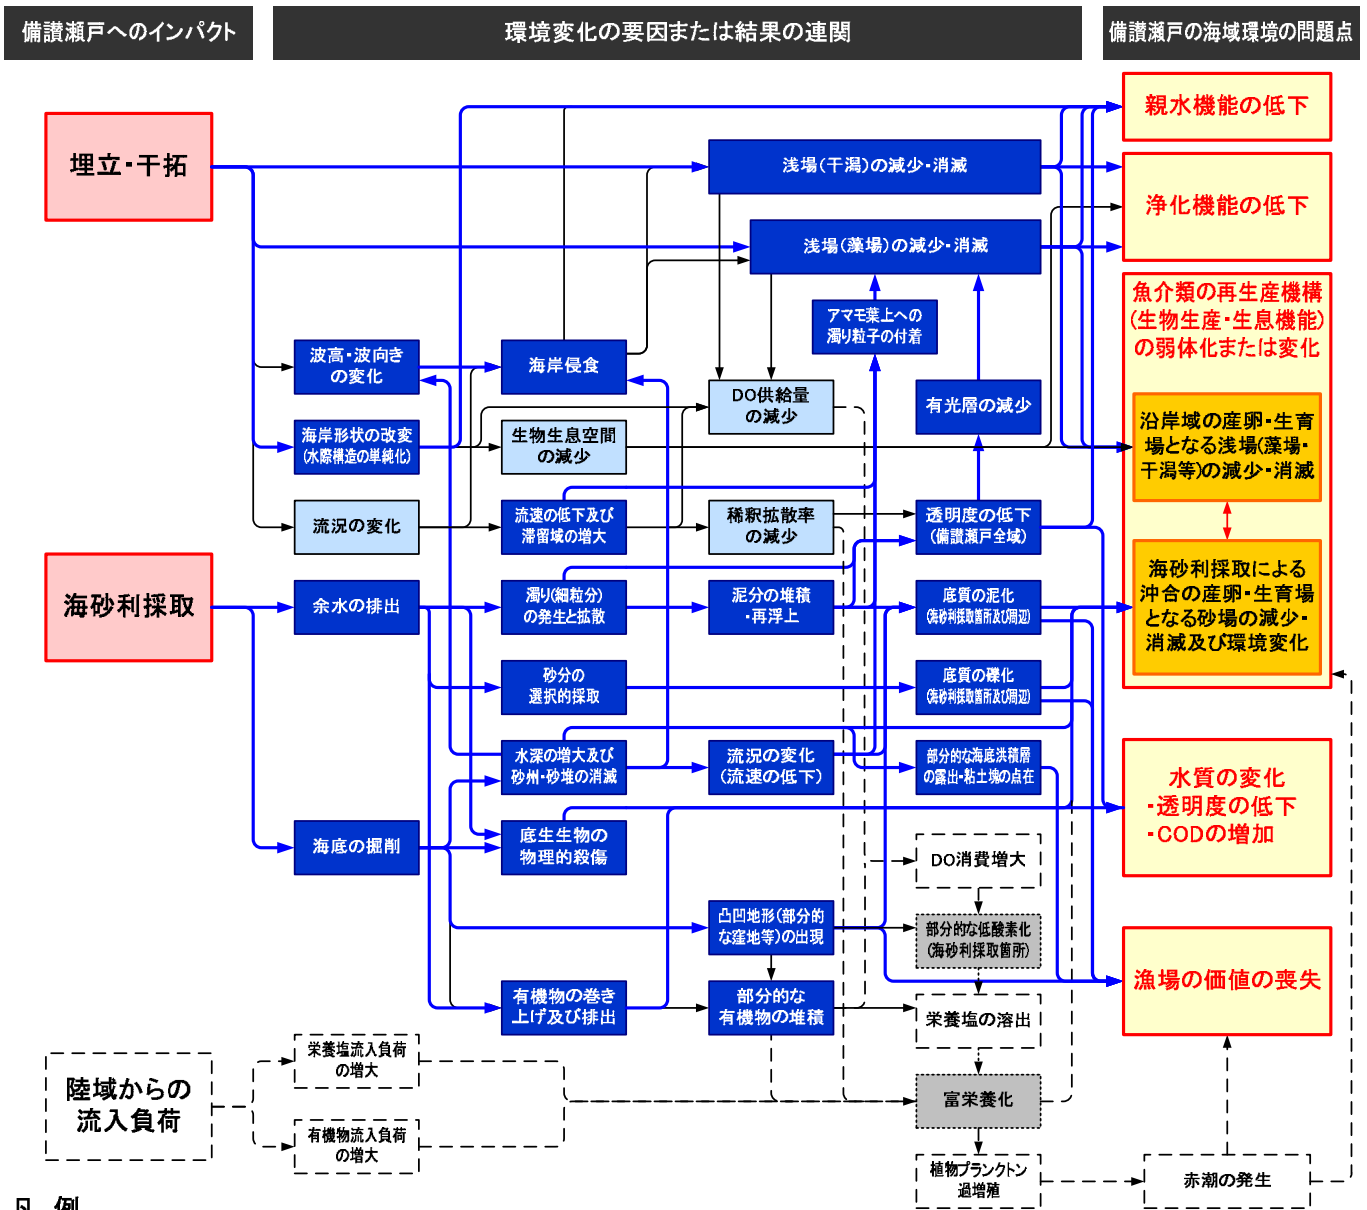 備讃瀬戸へのインパクト
環境変化の要因または結果の連関
備讃瀬戸の海域環境の問題点
埋立・干拓
海砂利採取
陸域からの
流入負荷
波高・波向き
の変化
海岸形状の改変
(水際構造の単純化)
流況の変化
余水の排出
海底の掘削
栄養塩流入負荷
の増大
有機物流入負荷
の増大
海岸侵食
生物生息空間
の減少
流速の低下及び
滞留域の増大
濁り(細粒分)
の発生と拡散
砂分の
選択的採取
水深の増大及び
砂州・砂堆の消滅
底生生物の
物理的殺傷
有機物の巻き
上げ及び排出
浅場(干潟)の減少・消滅
浅場(藻場)の減少・消滅
アマモ葉上への
濁り粒子の付着
DO供給量
の減少
有光層の減少
稀釈拡散率
の減少
透明度の低下
(備讃瀬戸全域)
泥分の堆積
・再浮上
底質の泥化
(海砂利採取箇所及び周辺)
底質の礫化
(海砂利採取箇所及び周辺)
流況の変化
(流速の低下)
部分的な海底洪積層
の露出・粘土塊の点在
DO消費増大
凸凹地形(部分的
な窪地等)の出現
部分的な低酸素化
(海砂利採取箇所)
部分的な
有機物の堆積
栄養塩の溶出
富栄養化
植物プランクトン
過増殖
赤潮の発生
親水機能の低下
浄化機能の低下
魚介類の再生産機構
(生物生産・生息機能)
の弱体化または変化
沿岸域の産卵・生育
場となる浅場(藻場・
干潟等)の減少・消滅
海砂利採取による
沖合の産卵・生育場
となる砂場の減少・
消滅及び環境変化
水質の変化
・透明度の低下
・CODの増加
漁場の価値の喪失
凡 例